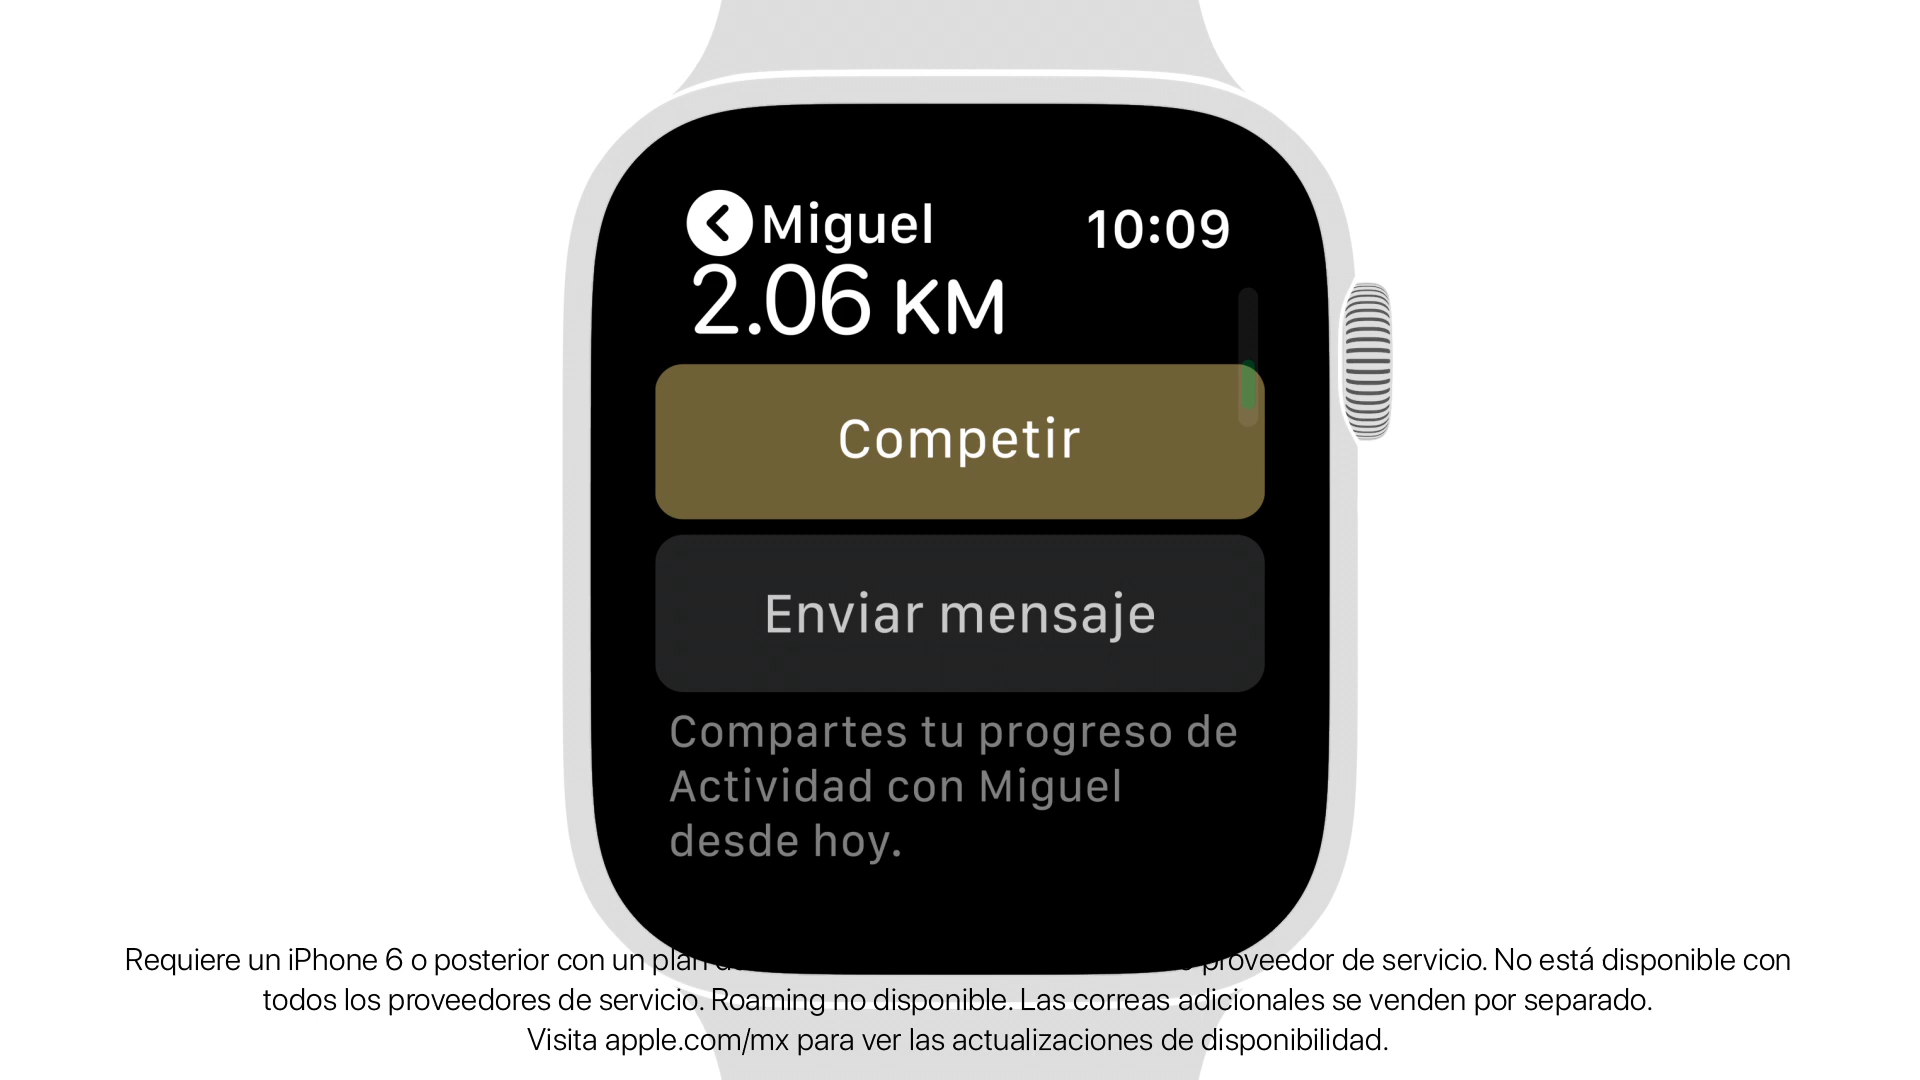 Miguel 10:09
2.06 KM
Competir
Enviar mensaje
Compartes tu progreso de
Actividad con Miguel
desde hoy.
Requiere un iPhone 6 o posterior con un plan proveedor de servicio. No está disponible con
todos los proveedores de servicio. Roaming no disponible. Las correas adicionales se venden por separado.
Visita apple.com/mx para ver las actualizaciones de disponibilidad.